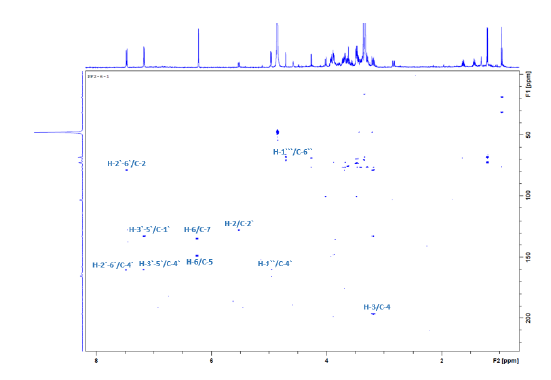 SP2-6-1
H-1```/C-6``
H-2`-6`/C-2
H-2/C-2`
H-3`-5`/C-1`
H-6/C-7
H-2`-6`/C-4`
H-3`-5`/C-4`
H-6/C-5
H-1``/C-4`
H-3/C-4
F1 [ppm]
50
100
150
200
8
6
4
2
F2 [ppm]